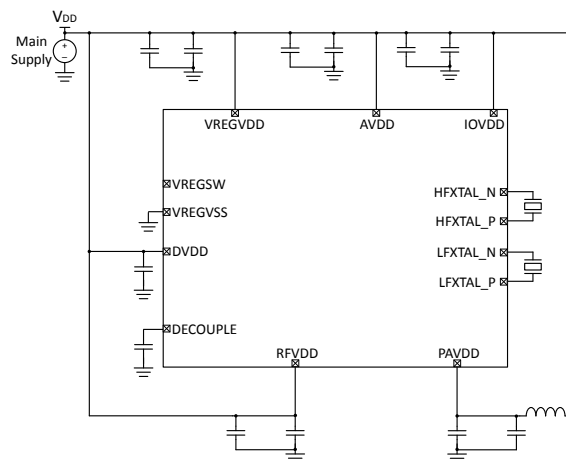 VDD
Main
Supply
+
–
VREGVDD
AVDD
IOVDD
VREGSW
HFXTAL_N
VREGVSS
HFXTAL_P
DVDD
LFXTAL_N
LFXTAL_P
DECOUPLE
RFVDD
PAVDD